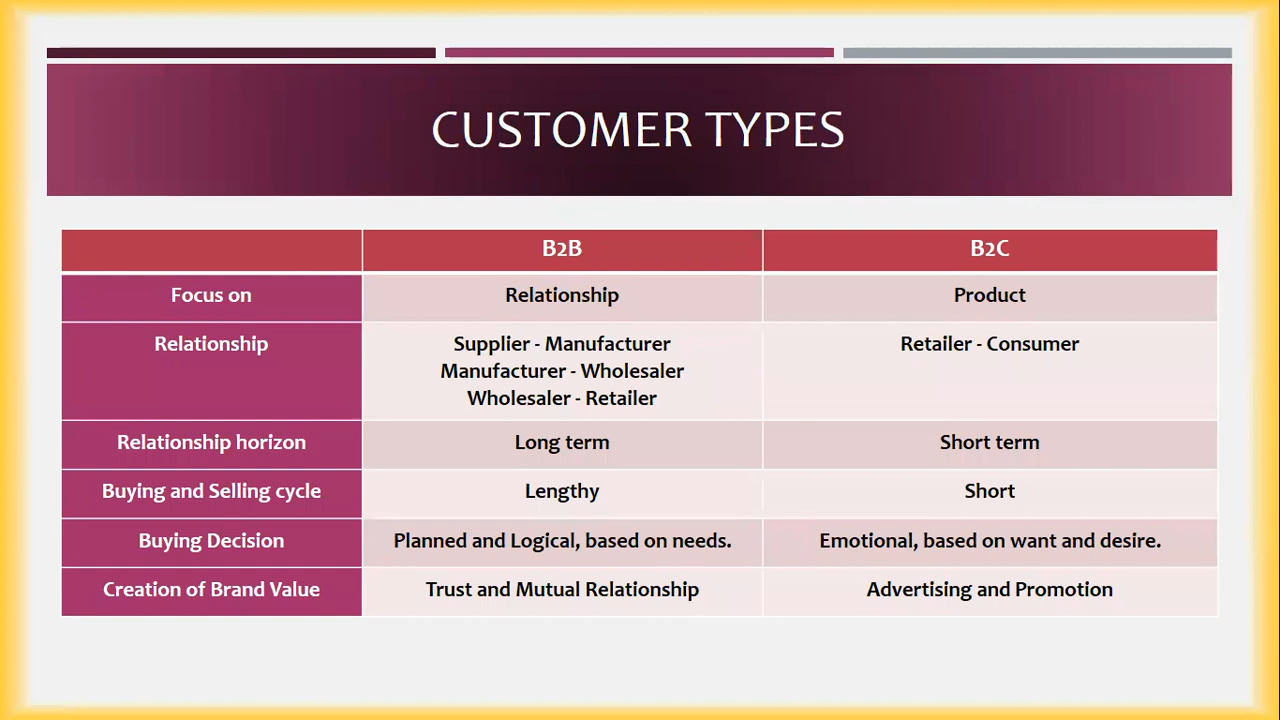 CUSTOMER TYPES
B2B B2C
Focus on Relationship Product
Relationship Supplier - Manufacturer Retailer - Consumer
Manufacturer - Wholesaler
Wholesaler - Retailer
Relationship horizon Long term Short term
Buying and Selling cycle Lengthy Short
Buying Decision Planned and Logical, based on needs. Emotional, based on want and desire.
Creation of Brand Value Trust and Mutual Relationship Advertising and Promotion